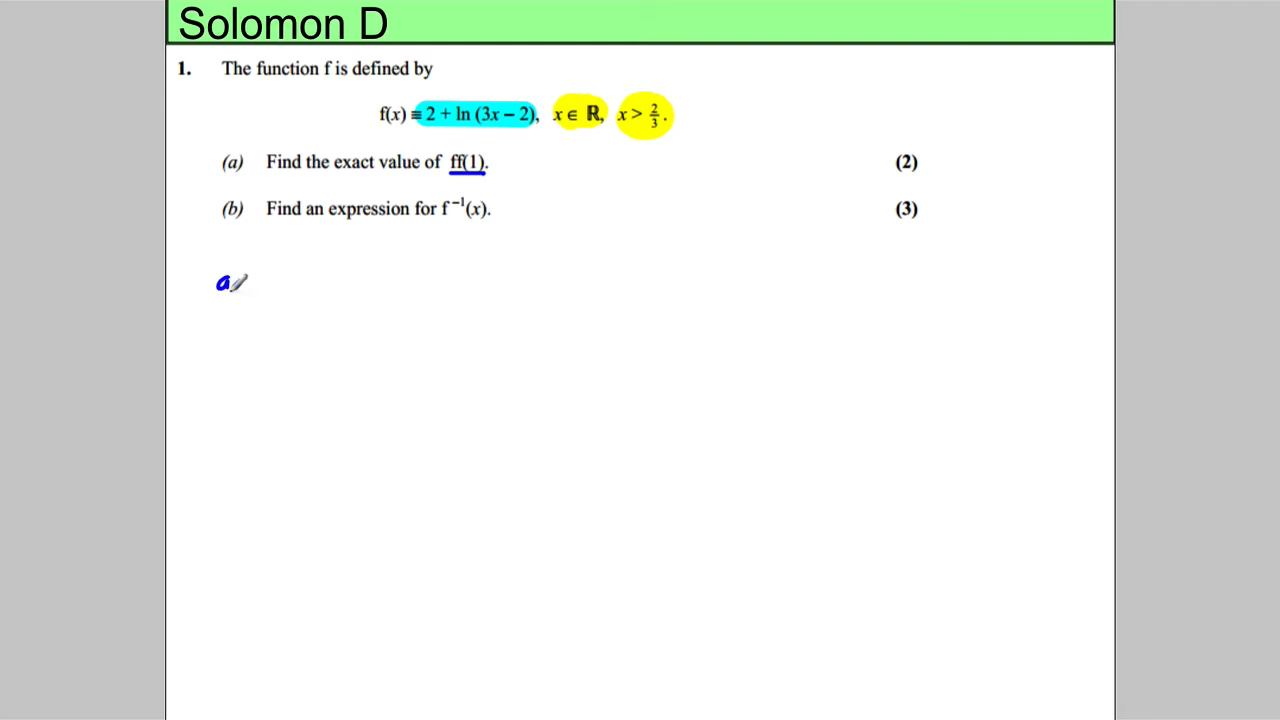 Solomon D
1. The function f is defined by
f(x) ≡ 2 + ln (3x – 2), x ∈ ℝ, x > 2/3.
(a) Find the exact value of ff(1). (2)
(b) Find an expression for f⁻¹(x). (3)
a